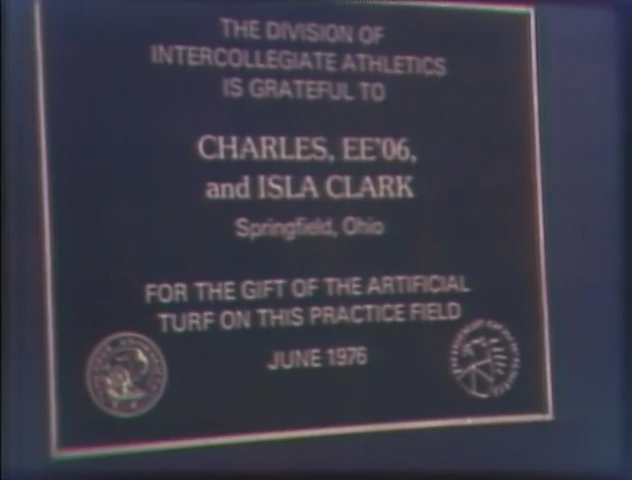 THE DIVISION OF
INTERCOLLEGIATE ATHLETICS
IS GRATEFUL TO
CHARLES, EE'06,
and ISLA CLARK
Springfield, Ohio
FOR THE GIFT OF THE ARTIFICIAL
TURF ON THIS PRACTICE FIELD
JUNE 1976